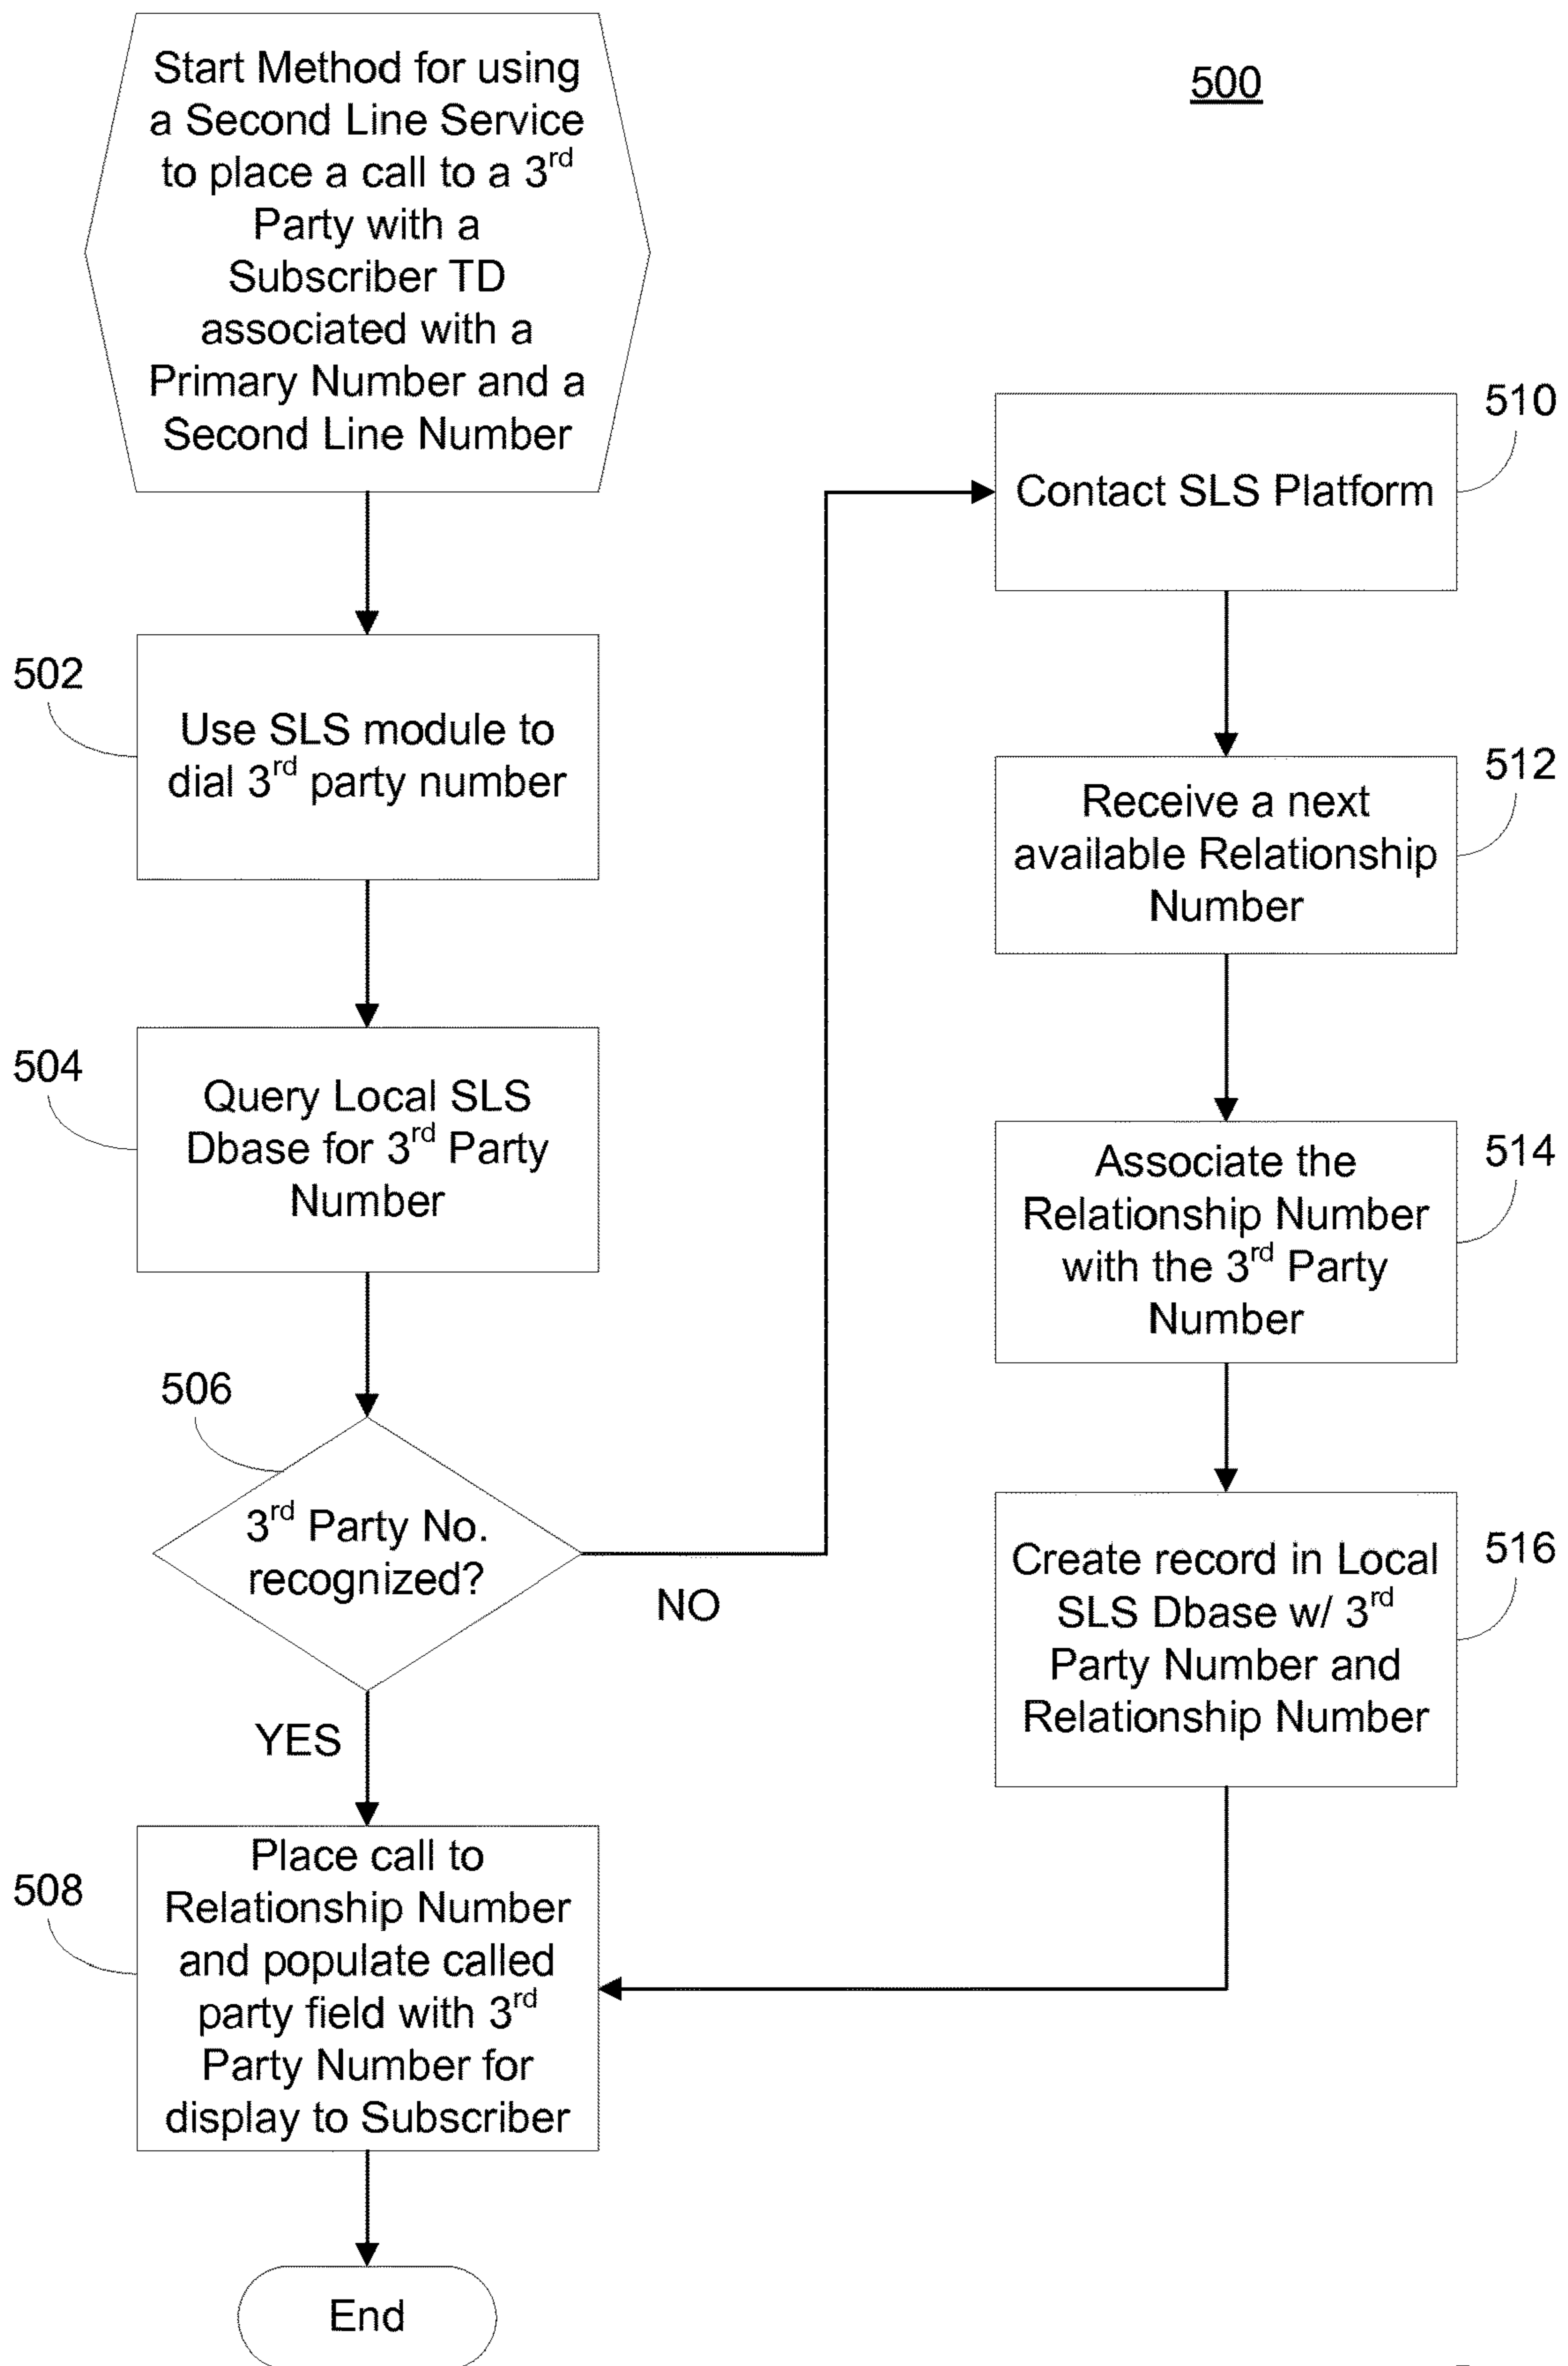 500
Start Method for using
a Second Line Service
to place a call to a 3rd
Party with a
Subscriber TD
associated with a
Primary Number and a
Second Line Number
502
Use SLS module to
dial 3rd party number
504
Query Local SLS
Dbase for 3rd Party
Number
506
3rd Party No.
recognized?
NO
YES
508
Place call to
Relationship Number
and populate called
party field with 3rd
Party Number for
display to Subscriber
End
510
Contact SLS Platform
512
Receive a next
available Relationship
Number
514
Associate the
Relationship Number
with the 3rd Party
Number
516
Create record in Local
SLS Dbase w/ 3rd
Party Number and
Relationship Number